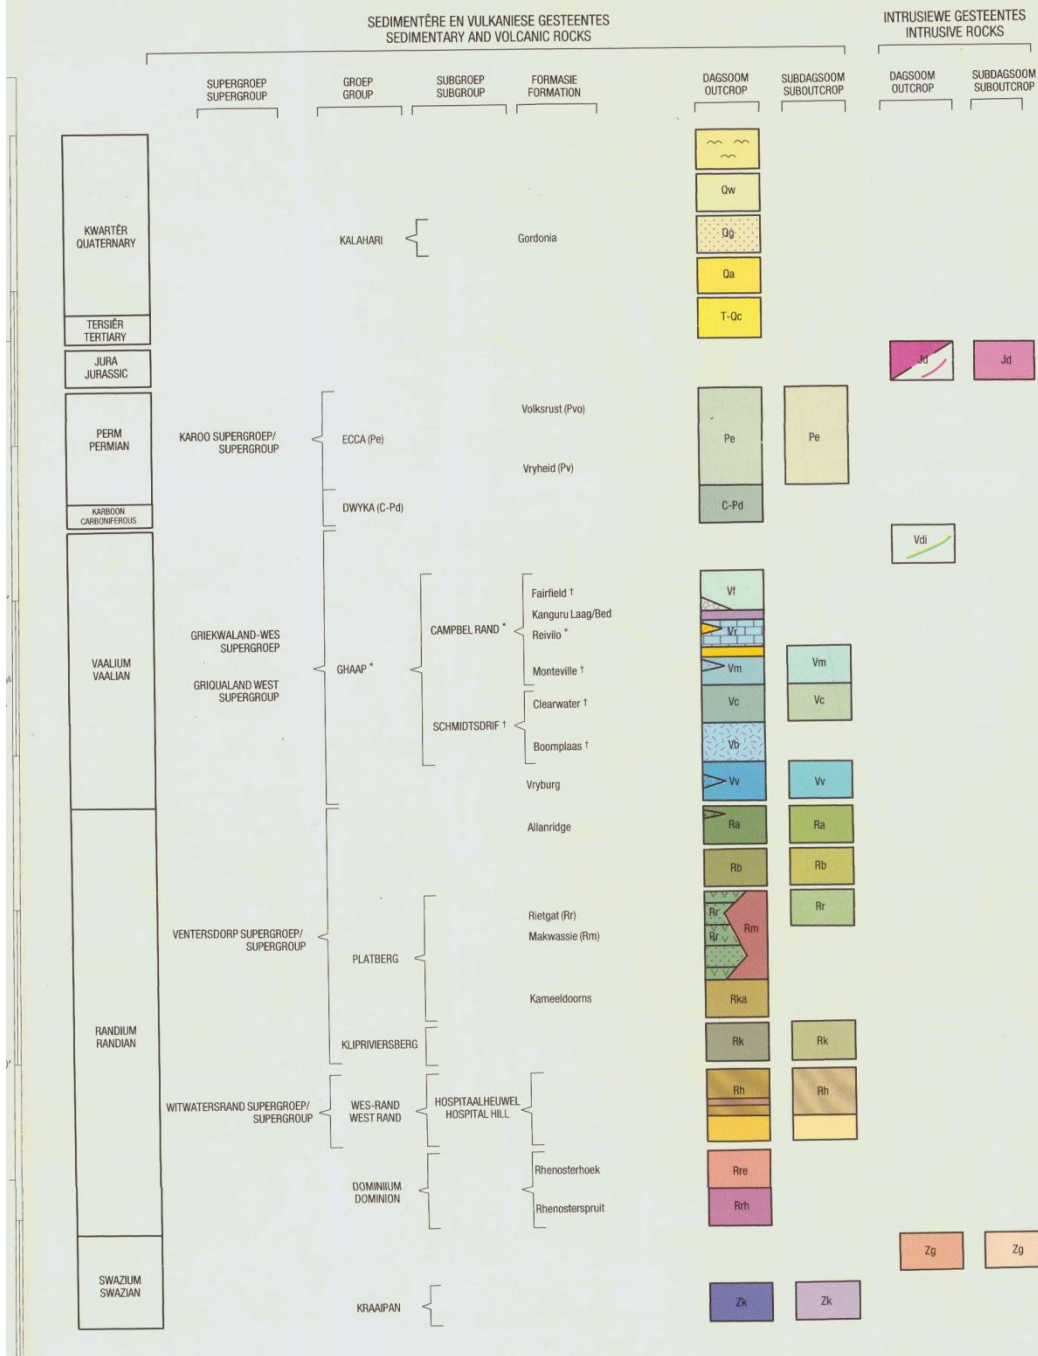 SEDIMENTÊRE EN VULKANIESE GESTEENTES
SEDIMENTARY AND VOLCANIC ROCKS
INTRUSIEWE GESTEENTES
INTRUSIVE ROCKS
SUPERGROEP
SUPERGROUP
GROEP
GROUP
SUBGROEP
SUBGROUP
FORMASIE
FORMATION
DAGSOOM
OUTCROP
SUBDAGSOOM
SUBOUTCROP
DAGSOOM
OUTCROP
SUBDAGSOOM
SUBOUTCROP
KWARTÊR
QUATERNARY
KALAHARI
Gordonia
Qw
Qg
Qa
T-Qc
TERSIÊR
TERTIARY
JURA
JURASSIC
Jd
Jd
PERM
PERMIAN
KAROO SUPERGROEP/
SUPERGROUP
ECCA (Pe)
Volksrust (Pvo)
Vryheid (Pv)
Pe
Pe
KARBOON
CARBONIFEROUS
DWYKA (C-Pd)
C-Pd
Vdi
VAALIUM
VAALIAN
GRIEKWALAND-WES
SUPERGROEP
GRIQUALAND WEST
SUPERGROUP
GHAAP *
CAMPBEL RAND *
Fairfield †
Kanguru Laag/Bed
Reivilo *
Monteville †
SCHMIDTSDRIF †
Clearwater †
Boomplaas †
Vryburg
Vf
Vr
Vm
Vm
Vc
Vc
Vb
Vv
Vv
RANDIUM
RANDIAN
VENTERSDORP SUPERGROEP/
SUPERGROUP
Allanridge
Ra
Ra
Rb
Rb
PLATBERG
Rietgat (Rr)
Makwassie (Rm)
Kameeldoorns
Rr
Rr
Rm
Rr
Rka
KLIPRIVIERSBERG
Rk
Rk
WITWATERSRAND SUPERGROEP/
SUPERGROUP
WES-RAND
WEST RAND
HOSPITAALHEUWEL
HOSPITAL HILL
Rh
Rh
DOMINIUM
DOMINION
Rhenosterhoek
Rhenosterspruit
Rre
Rrh
SWAZIUM
SWAZIAN
Zg
Zg
KRAAIPAN
Zk
Zk